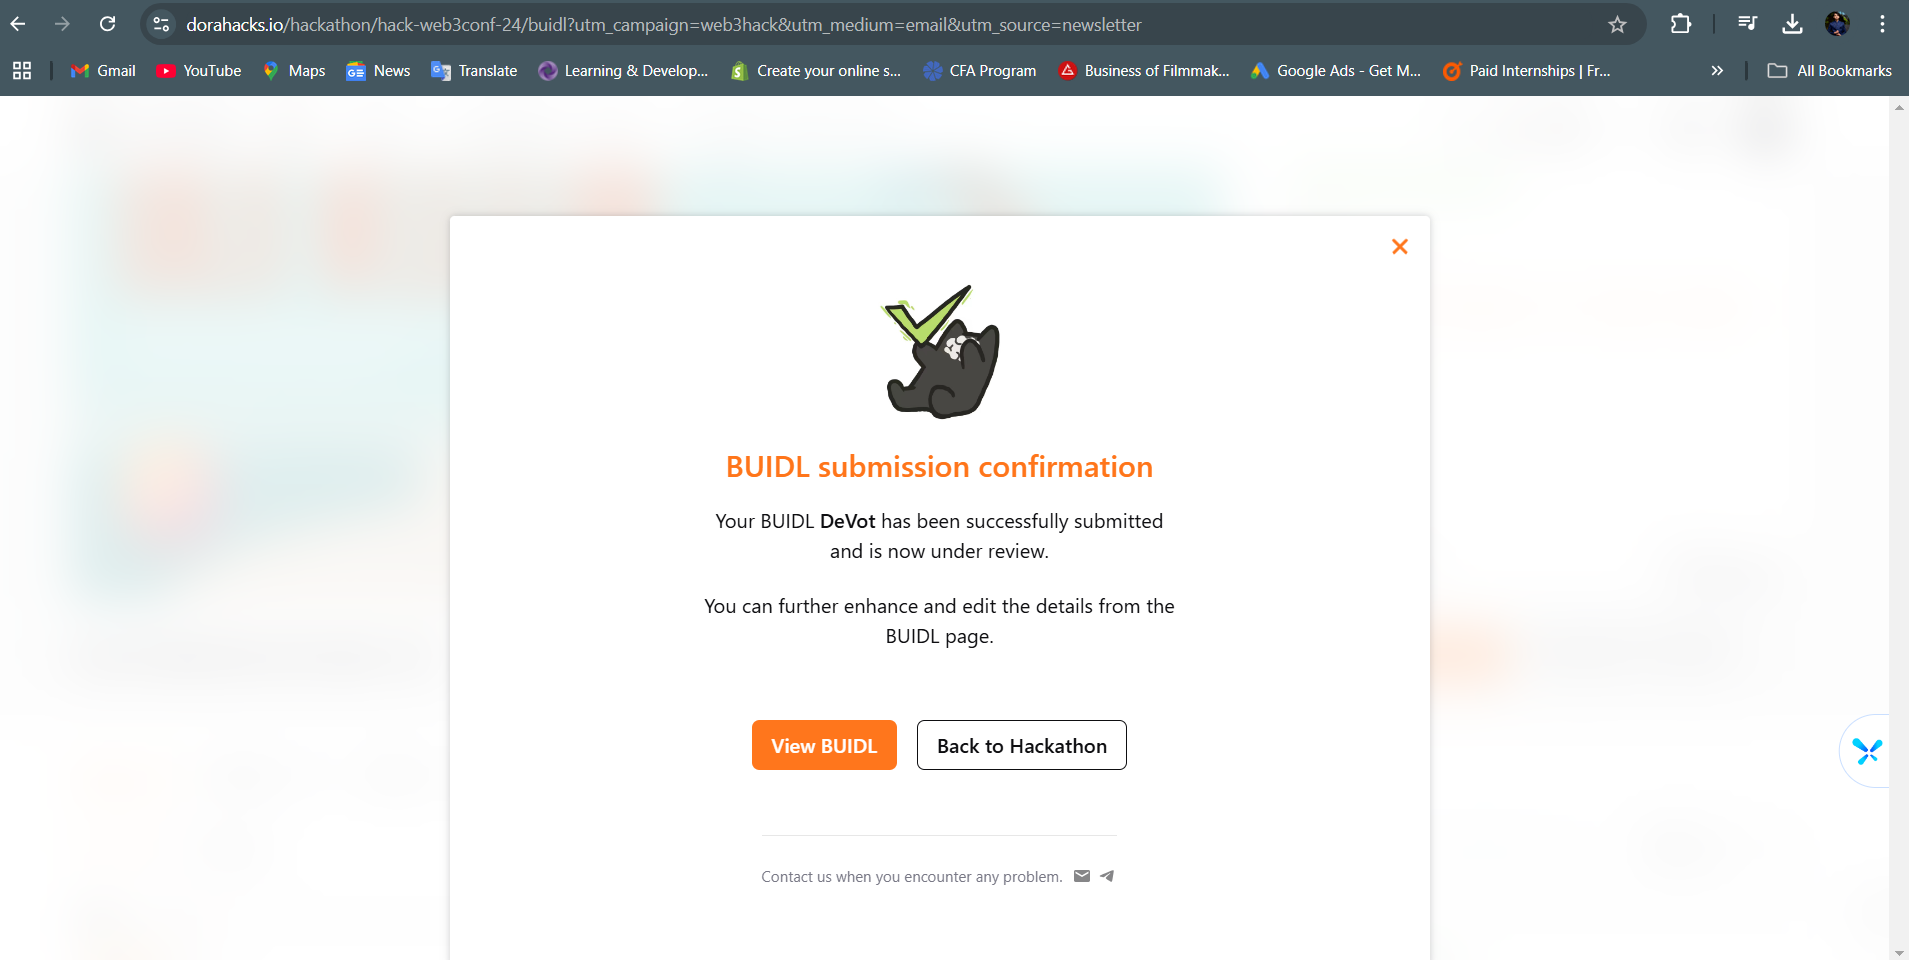 dorahacks.io/hackathon/hack-web3conf-24/buidl?utm_campaign=web3hack&utm_medium=email&utm_source=newsletter
Gmail YouTube Maps News Translate Learning & Develop... Create your online s... CFA Program Business of Filmmak... Google Ads - Get M... Paid Internships | Fr... All Bookmarks
BUIDL submission confirmation
Your BUIDL DeVot has been successfully submitted
and is now under review.
You can further enhance and edit the details from the
BUIDL page.
View BUIDL Back to Hackathon
Contact us when you encounter any problem.